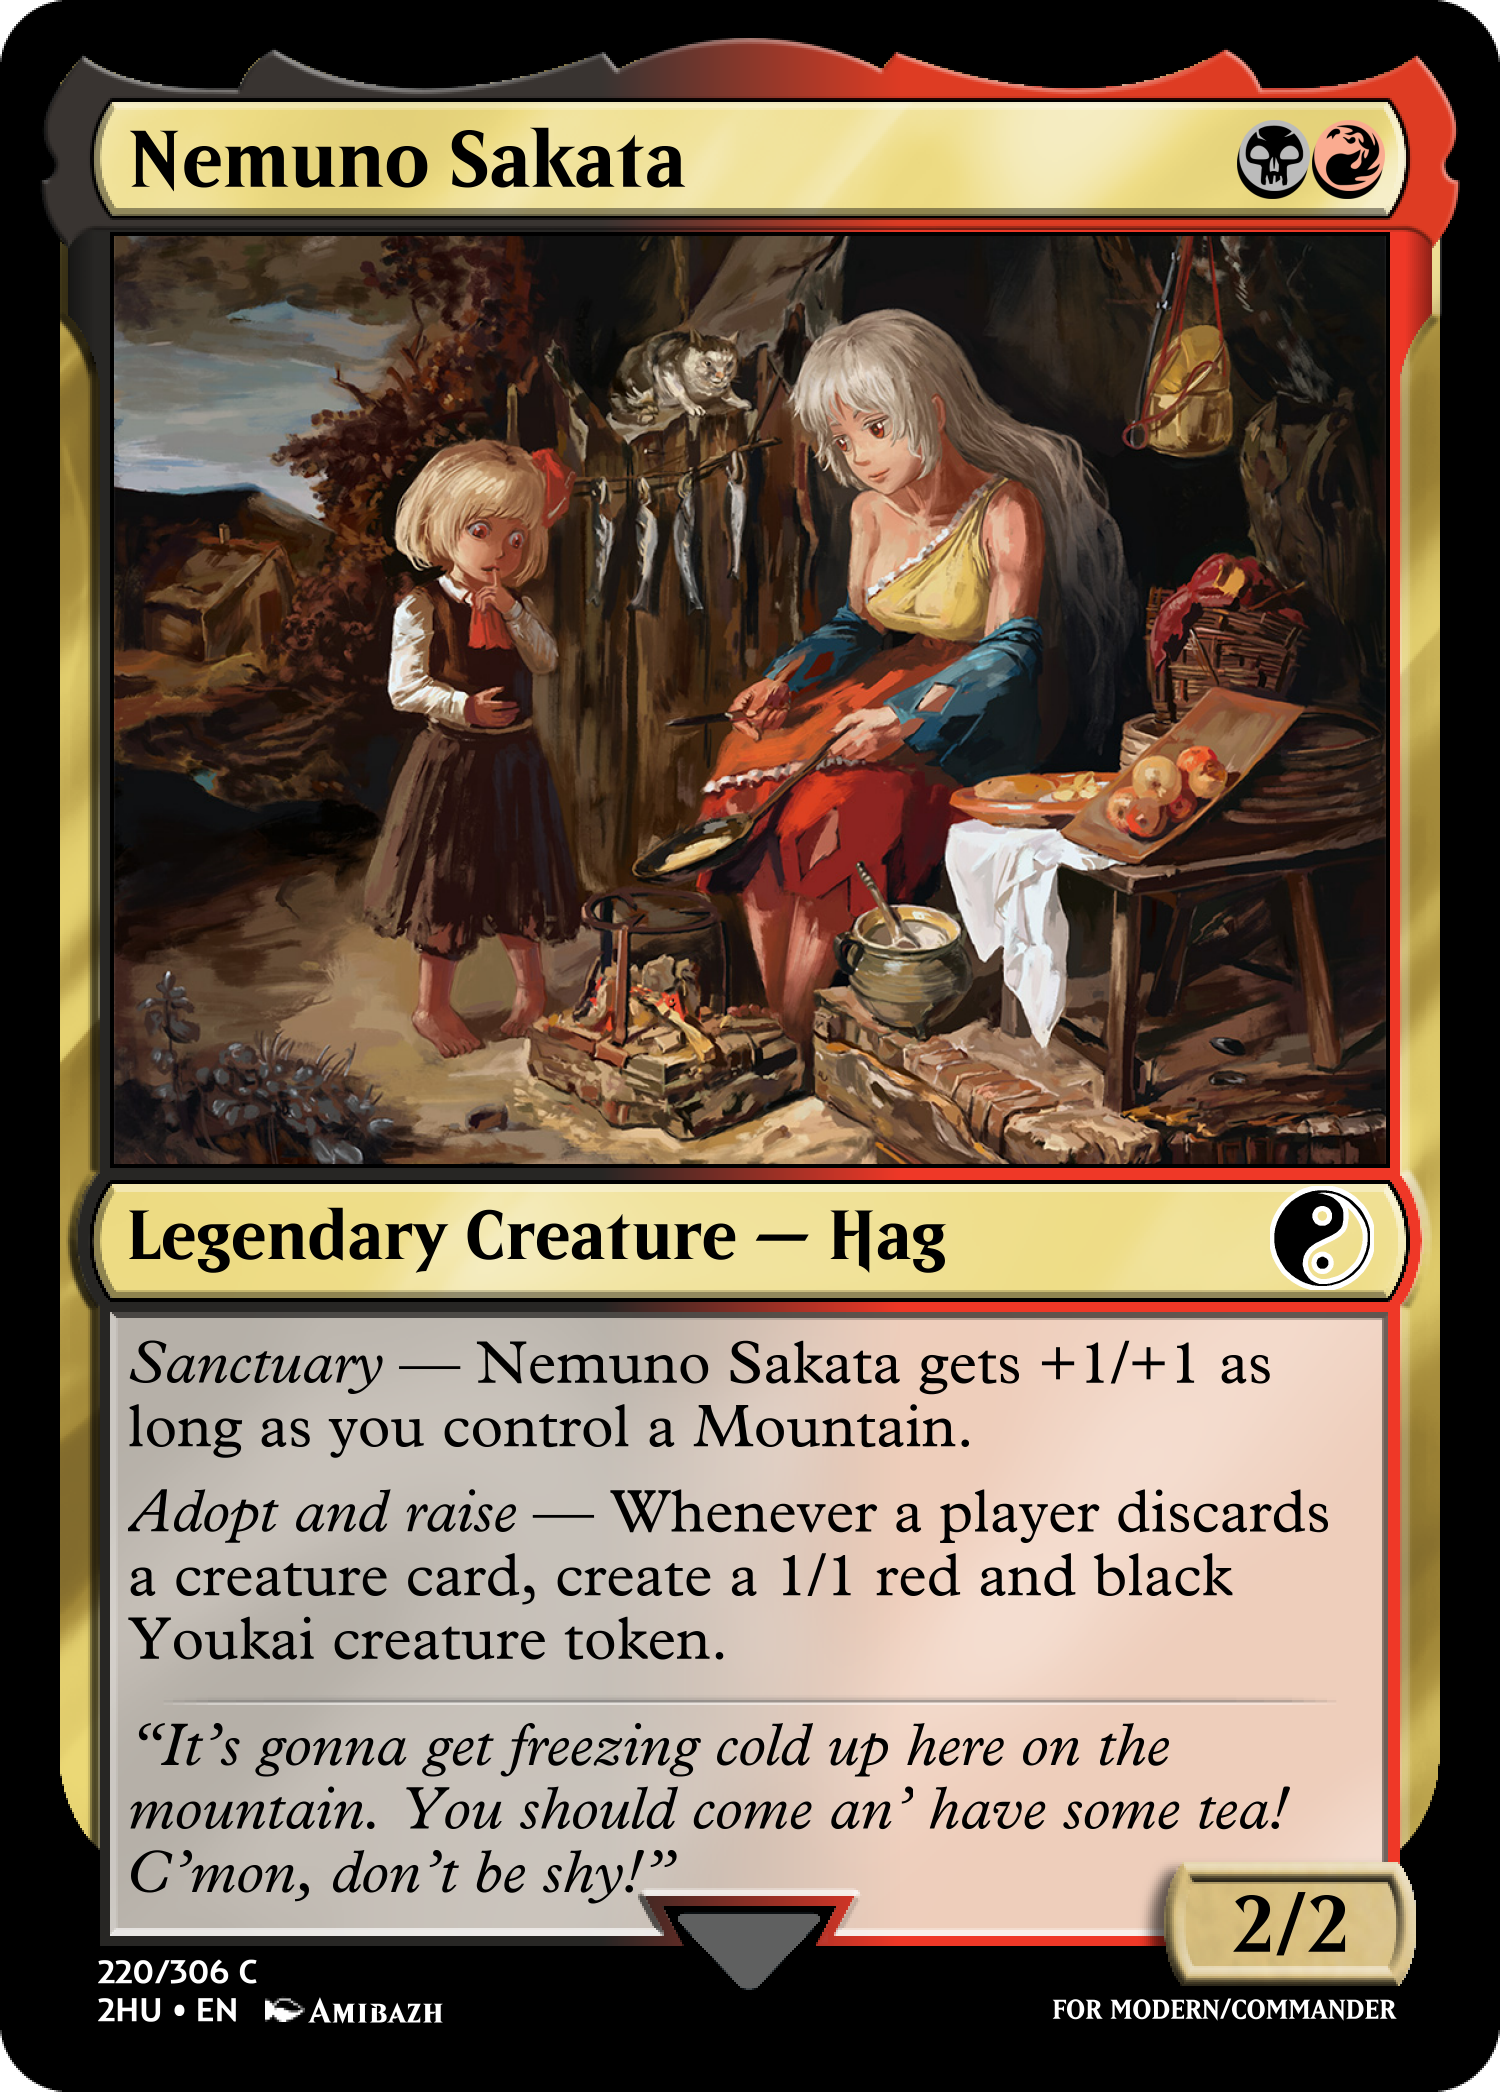 Nemuno Sakata
Legendary Creature — Hag
Sanctuary — Nemuno Sakata gets +1/+1 as
long as you control a Mountain.
Adopt and raise — Whenever a player discards
a creature card, create a 1/1 red and black
Youkai creature token.
“It’s gonna get freezing cold up here on the
mountain. You should come an’ have some tea!
C’mon, don’t be shy!”
2/2
220/306 C
2HU • EN AMIBAZH
FOR MODERN/COMMANDER